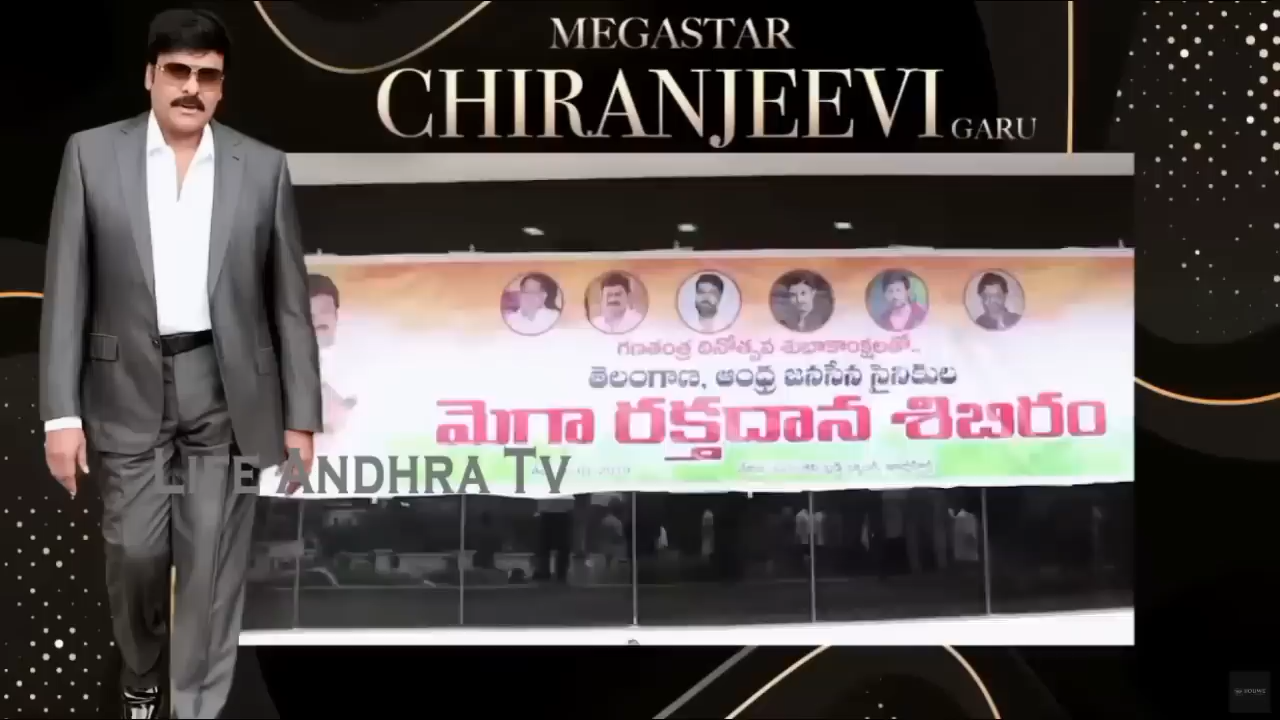 MEGASTAR
CHIRANJEEVI GARU
గణతంత్ర దినోత్సవ శుభాకాంక్షలతో..
తెలంగాణ, ఆంధ్ర జనసేన సైనికుల
మెగా రక్తదాన శిబిరం
LIFE ANDHRA TV